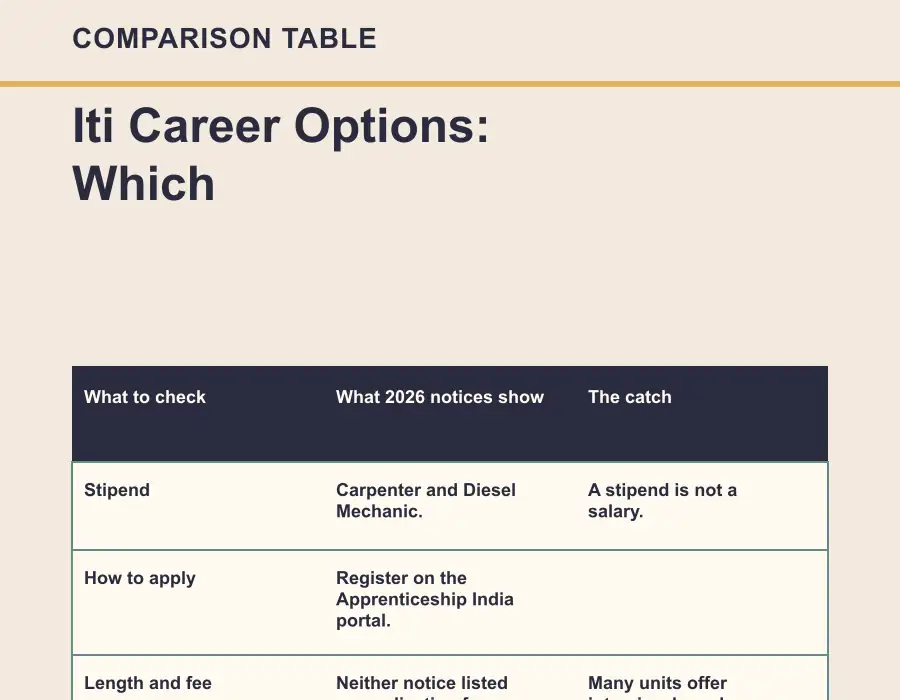 COMPARISON TABLE
Iti Career Options:
Which
What to check
What 2026 notices show
The catch
Stipend
Carpenter and Diesel
Mechanic.
A stipend is not a
salary.
How to apply
Register on the
Apprenticeship India
portal.
Length and fee
Neither notice listed
Many units offer